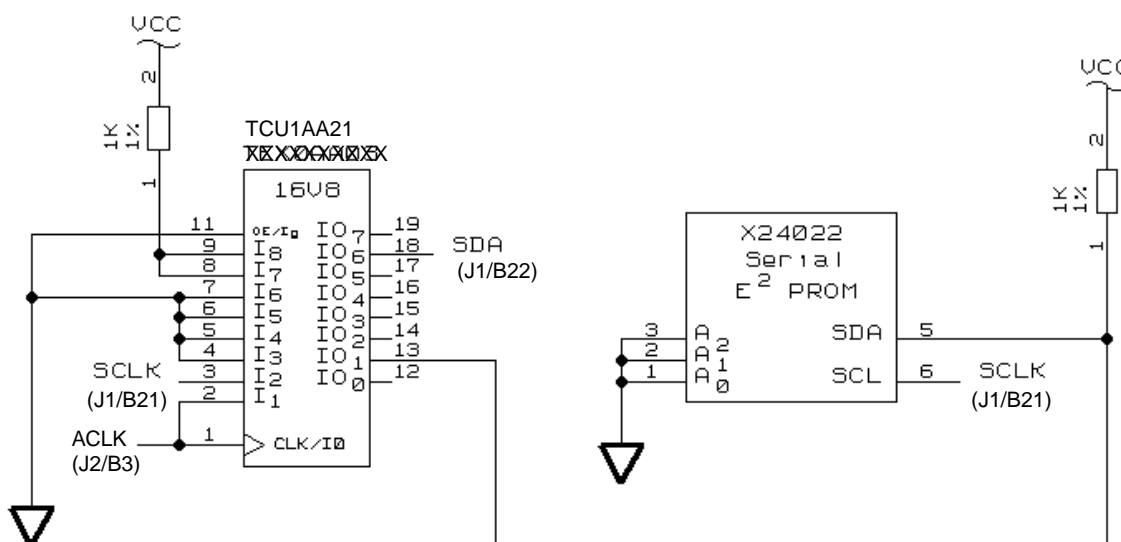 VCC
2
1K
1%
1
TCU1AA21
16V8
11 OE/I9 IO7 19
9 I8 IO6 18 SDA
(J1/B22)
8 I7 IO5 17
7 I6 IO4 16
6 I5 IO3 15
5 I4 IO2 14
4 I3 IO1 13
SCLK 3 I2 IO0 12
(J1/B21)
2 I1
ACLK 1 CLK/I0
(J2/B3)
VCC
2
1K
1%
1
X24022
Serial
E2 PROM
3 A2 SDA 5
2 A1
1 A0 SCL 6 SCLK
(J1/B21)